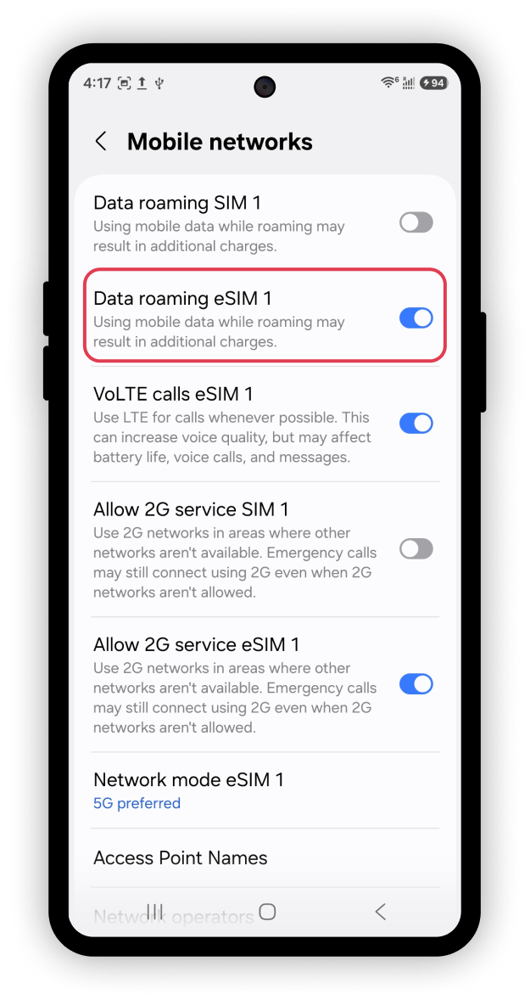 4:17
6 R 94
Mobile networks
Data roaming SIM 1
Using mobile data while roaming may
result in additional charges.
Data roaming eSIM 1
Using mobile data while roaming may
result in additional charges.
VoLTE calls eSIM 1
Use LTE for calls whenever possible. This
can increase voice quality, but may affect
battery life, voice calls, and messages.
Allow 2G service SIM 1
Use 2G networks in areas where other
networks aren't available. Emergency calls
may still connect using 2G even when 2G
networks aren't allowed.
Allow 2G service eSIM 1
Use 2G networks in areas where other
networks aren't available. Emergency calls
may still connect using 2G even when 2G
networks aren't allowed.
Network mode eSIM 1
5G preferred
Access Point Names
Network operators